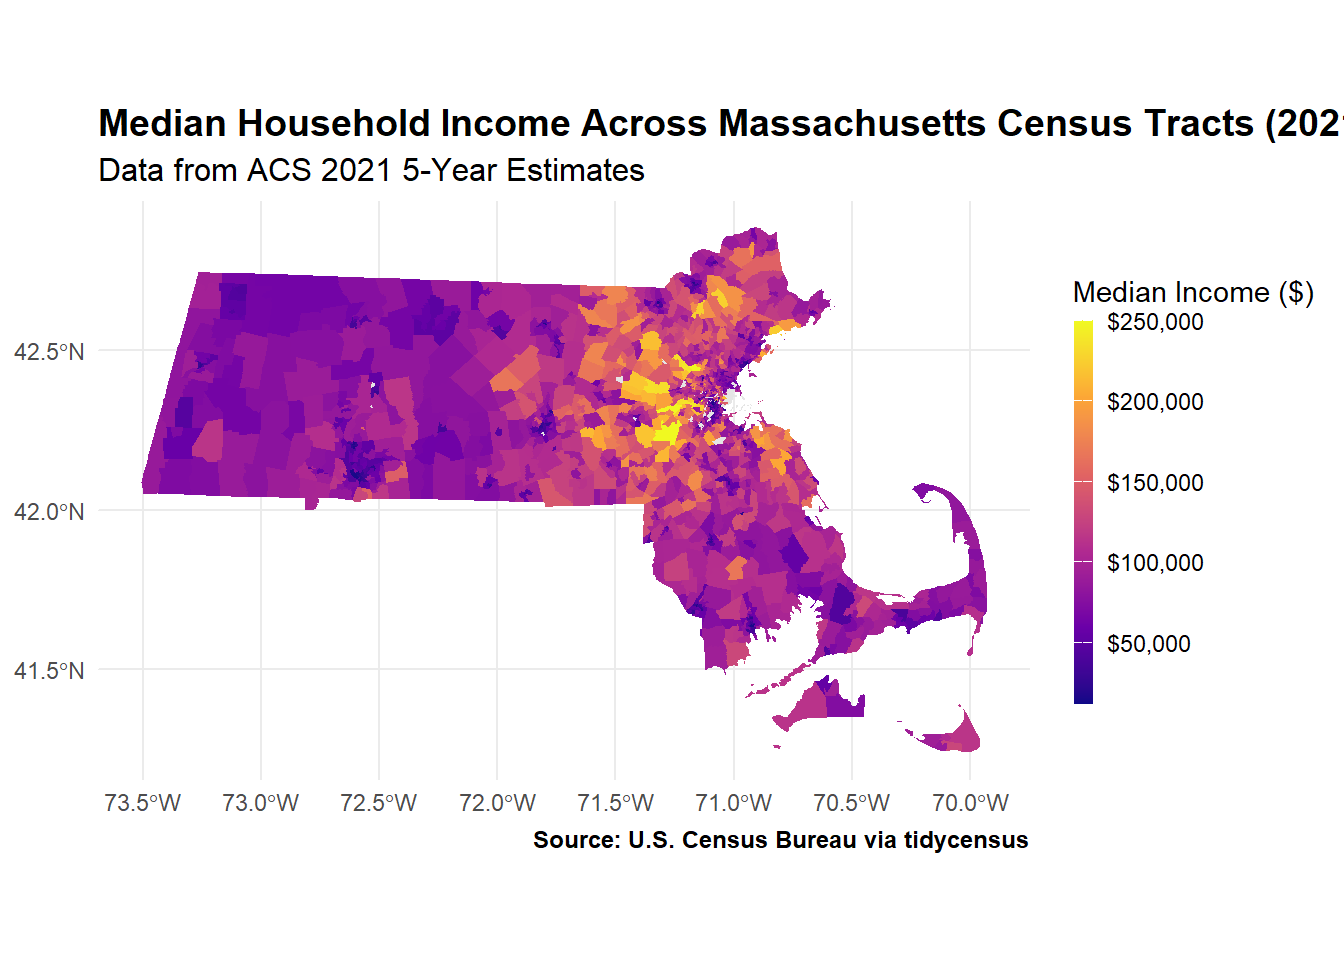 Median Household Income Across Massachusetts Census Tracts (202
Data from ACS 2021 5-Year Estimates
Median Income ($)
$250,000
$200,000
$150,000
$100,000
$50,000
42.5°N
42.0°N
41.5°N
73.5°W 73.0°W 72.5°W 72.0°W 71.5°W 71.0°W 70.5°W 70.0°W
Source: U.S. Census Bureau via tidycensus